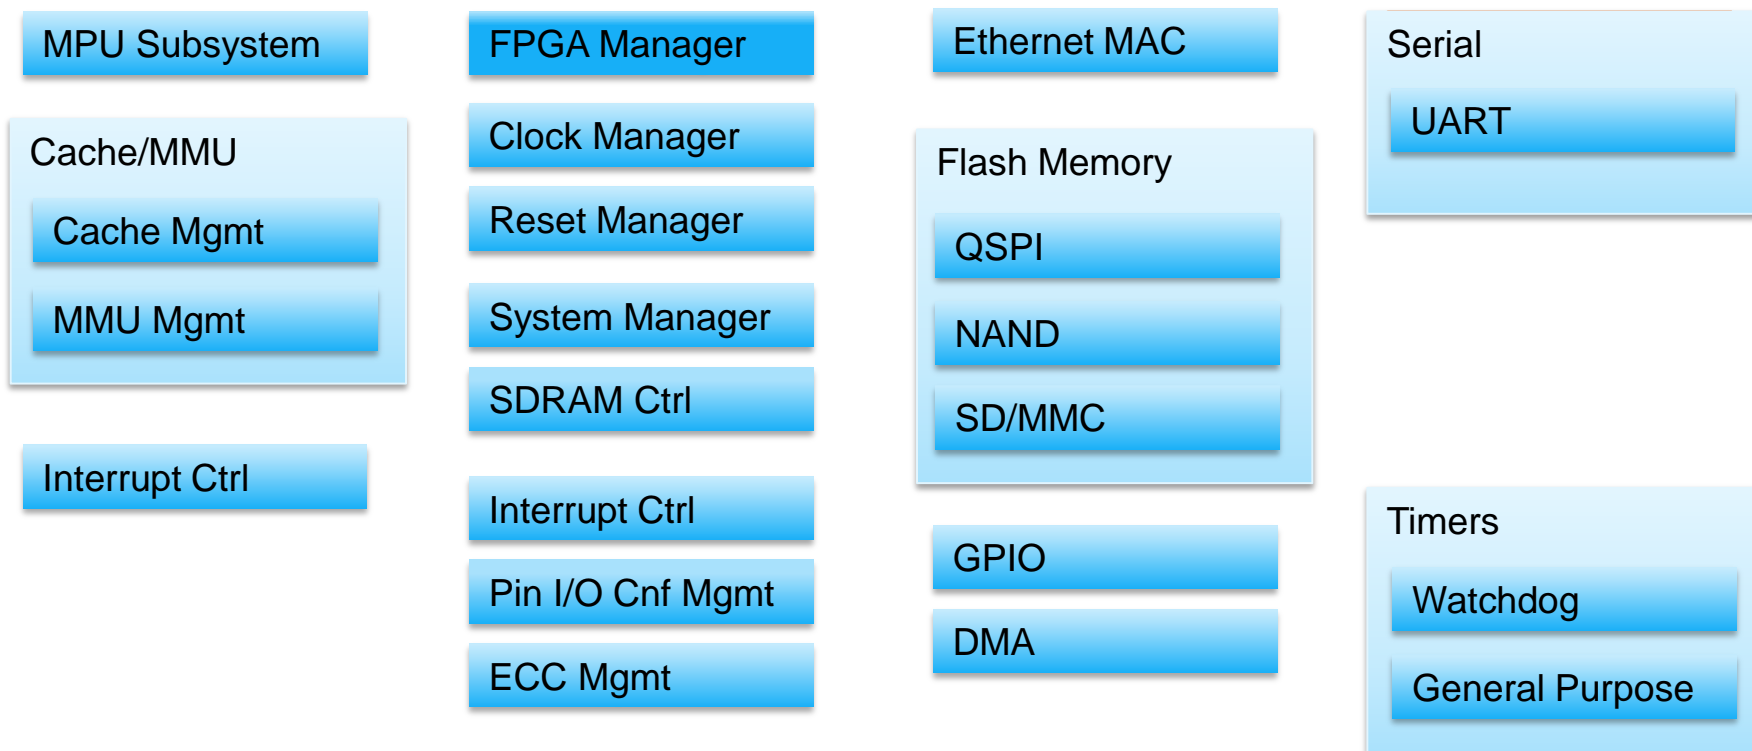 MPU Subsystem
Cache/MMU
Cache Mgmt
MMU Mgmt
Interrupt Ctrl
FPGA Manager
Clock Manager
Reset Manager
System Manager
SDRAM Ctrl
Interrupt Ctrl
Pin I/O Cnf Mgmt
ECC Mgmt
Ethernet MAC
Flash Memory
QSPI
NAND
SD/MMC
GPIO
DMA
Serial
UART
Timers
Watchdog
General Purpose